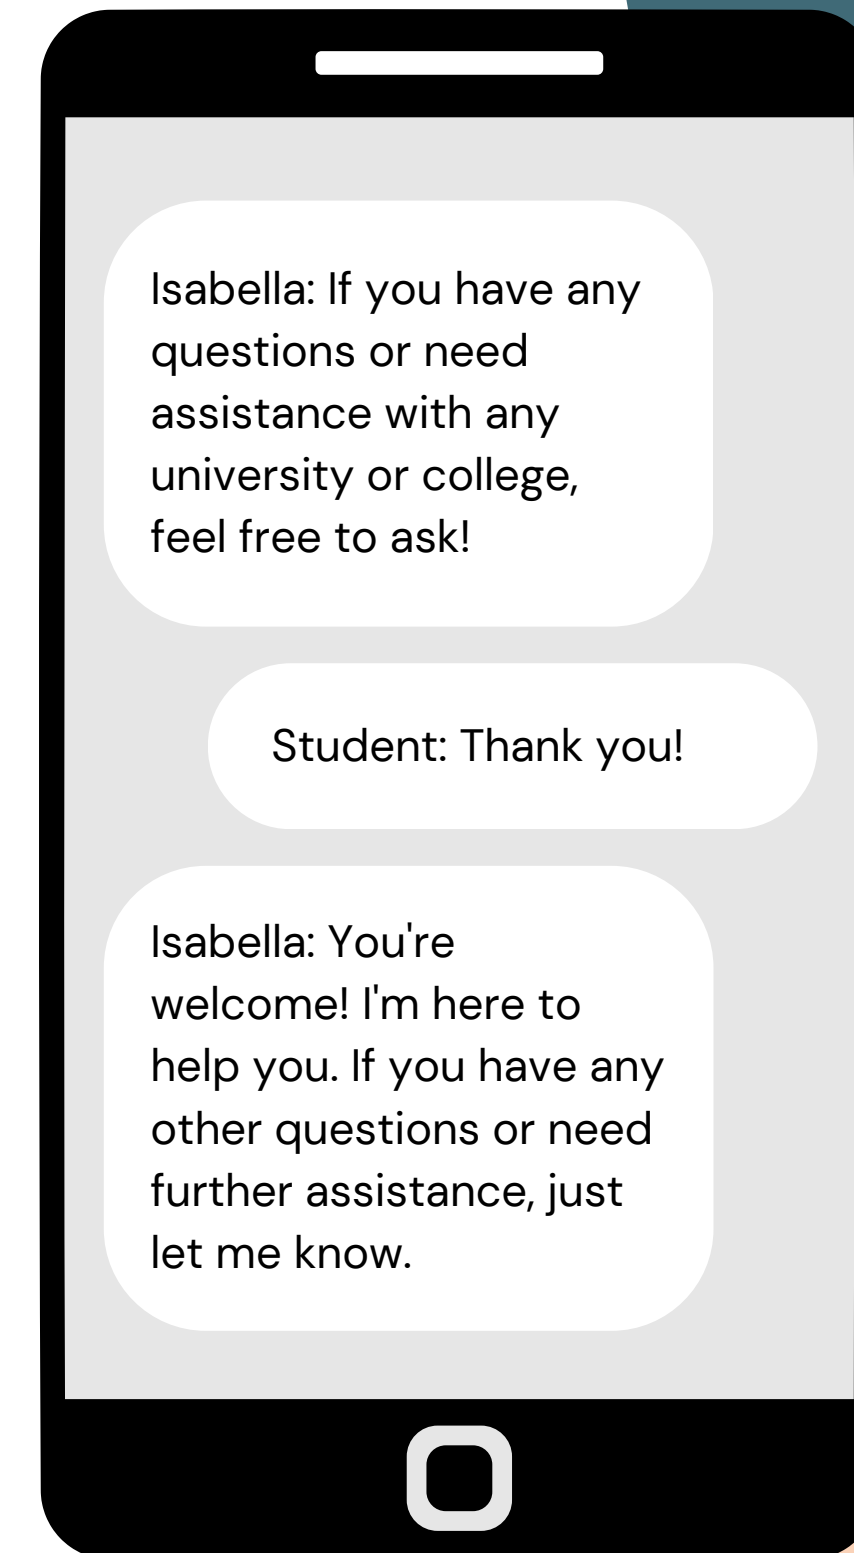 Isabella: If you have any
questions or need
assistance with any
university or college,
feel free to ask!
Student: Thank you!
Isabella: You're
welcome! I'm here to
help you. If you have any
other questions or need
further assistance, just
let me know.